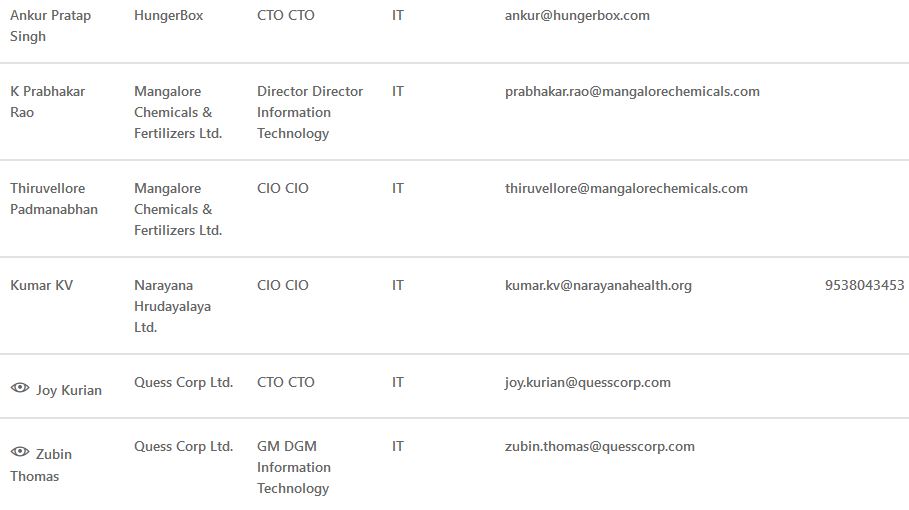 Ankur Pratap HungerBox CTO CTO IT ankur@hungerbox.com
Singh
K Prabhakar Mangalore Director Director IT prabhakar.rao@mangalorechemicals.com
Rao Chemicals & Information
Fertilizers Ltd. Technology
Thiruvellore Mangalore CIO CIO IT thiruvellore@mangalorechemicals.com
Padmanabhan Chemicals &
Fertilizers Ltd.
Kumar KV Narayana CIO CIO IT kumar.kv@narayanahealth.org 9538043453
Hrudayalaya
Ltd.
Joy Kurian Quess Corp Ltd. CTO CTO IT joy.kurian@quesscorp.com
Zubin Quess Corp Ltd. GM DGM IT zubin.thomas@quesscorp.com
Thomas Information
Technology